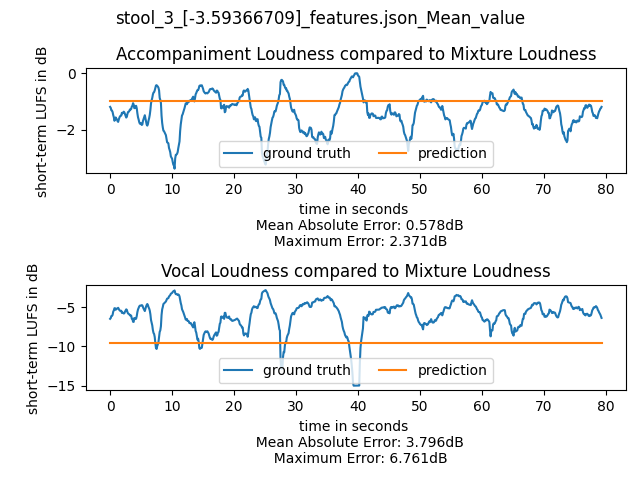 stool_3_[-3.59366709]_features.json_Mean_value
Accompaniment Loudness compared to Mixture Loudness
short-term LUFS in dB
0
−2
ground truth
prediction
0 10 20 30 40 50 60 70 80
time in seconds
Mean Absolute Error: 0.578dB
Maximum Error: 2.371dB
Vocal Loudness compared to Mixture Loudness
short-term LUFS in dB
−5
−10
−15
ground truth
prediction
0 10 20 30 40 50 60 70 80
time in seconds
Mean Absolute Error: 3.796dB
Maximum Error: 6.761dB